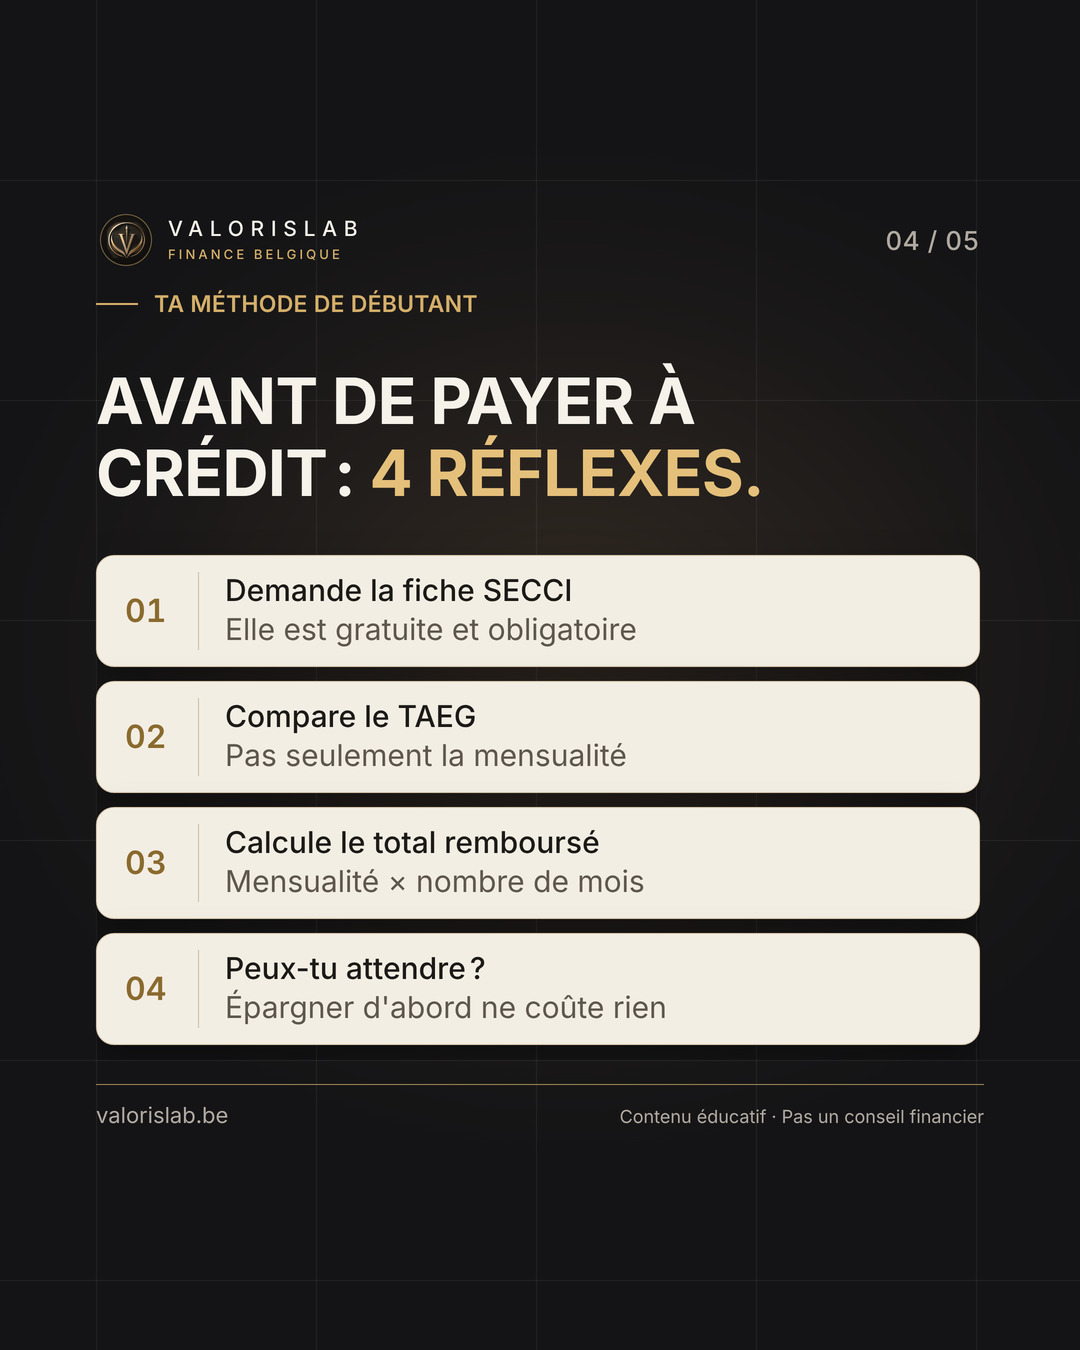 VALORISLAB
FINANCE BELGIQUE
04 / 05
TA MÉTHODE DE DÉBUTANT
AVANT DE PAYER À
CRÉDIT : 4 RÉFLEXES.
01
Demande la fiche SECCI
Elle est gratuite et obligatoire
02
Compare le TAEG
Pas seulement la mensualité
03
Calcule le total remboursé
Mensualité × nombre de mois
04
Peux-tu attendre ?
Épargner d'abord ne coûte rien
valorislab.be
Contenu éducatif · Pas un conseil financier